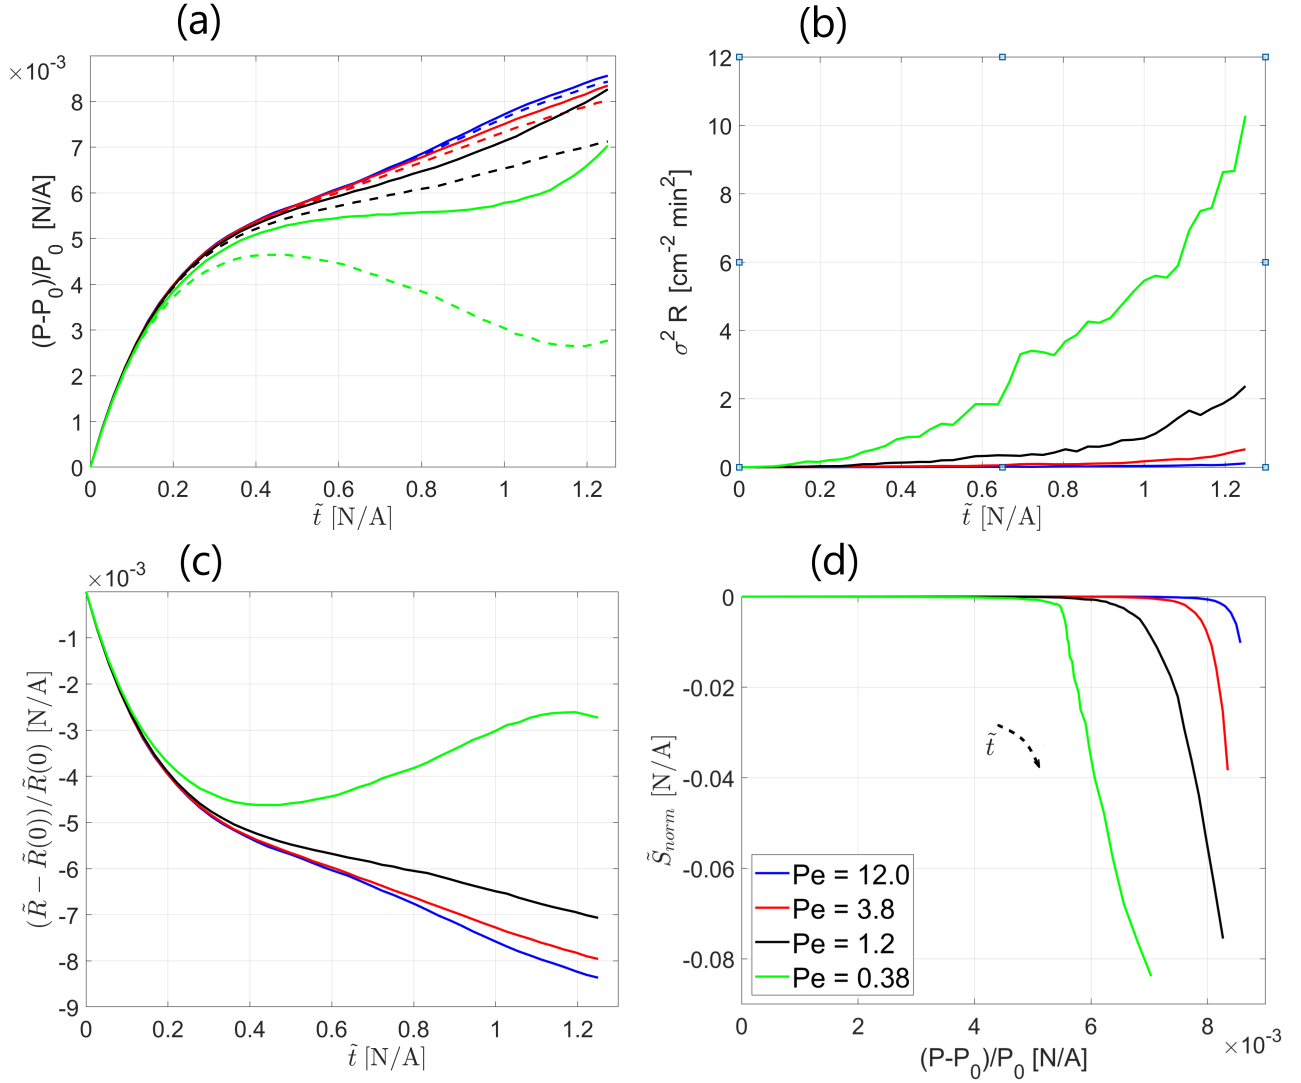 (a)
×10⁻³
(P-P₀)/P₀ [N/A]
8
7
6
5
4
3
2
1
0
0 0.2 0.4 0.6 0.8 1 1.2
t̃ [N/A]
(b)
σ² R [cm⁻² min²]
12
10
8
6
4
2
0
0 0.2 0.4 0.6 0.8 1 1.2
t̃ [N/A]
(c)
×10⁻³
(R̃ − R̃(0))/R̃(0) [N/A]
-1
-2
-3
-4
-5
-6
-7
-8
-9
0 0.2 0.4 0.6 0.8 1 1.2
t̃ [N/A]
(d)
S̃ₙₒᵣₘ [N/A]
0
-0.02
-0.04
-0.06
-0.08
t̃
Pe = 12.0
Pe = 3.8
Pe = 1.2
Pe = 0.38
0 2 4 6 8
×10⁻³
(P-P₀)/P₀ [N/A]